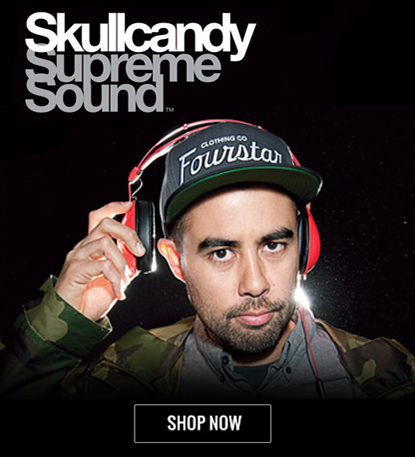 Skullcandy
Supreme
Sound™
CLOTHING CO
Fourstar
SHOP NOW